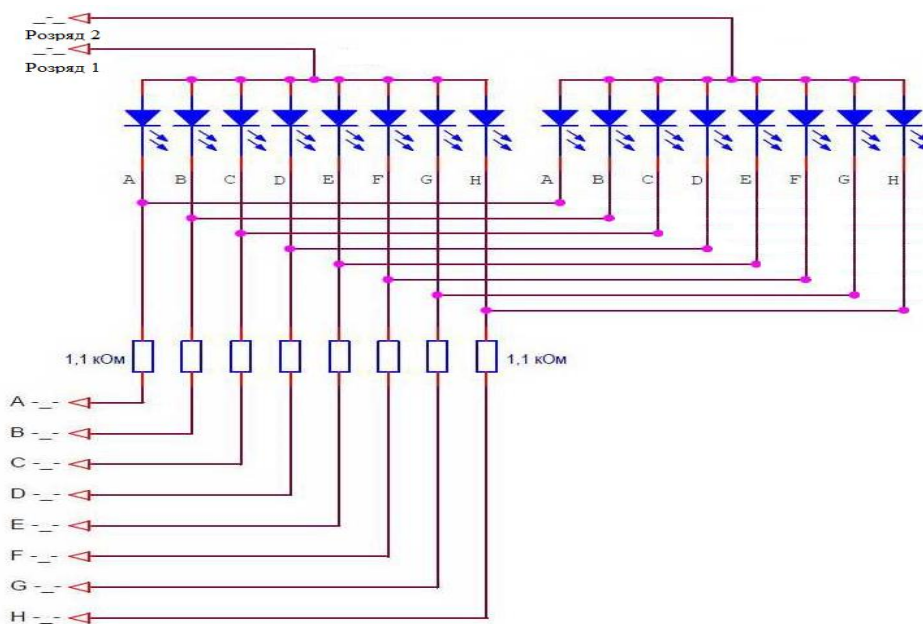 _-_
Розряд 2
_-_
Розряд 1
A B C D E F G H
A B C D E F G H
1,1 кОм
1,1 кОм
A -_-
B -_-
C -_-
D -_-
E -_-
F -_-
G -_-
H -_-